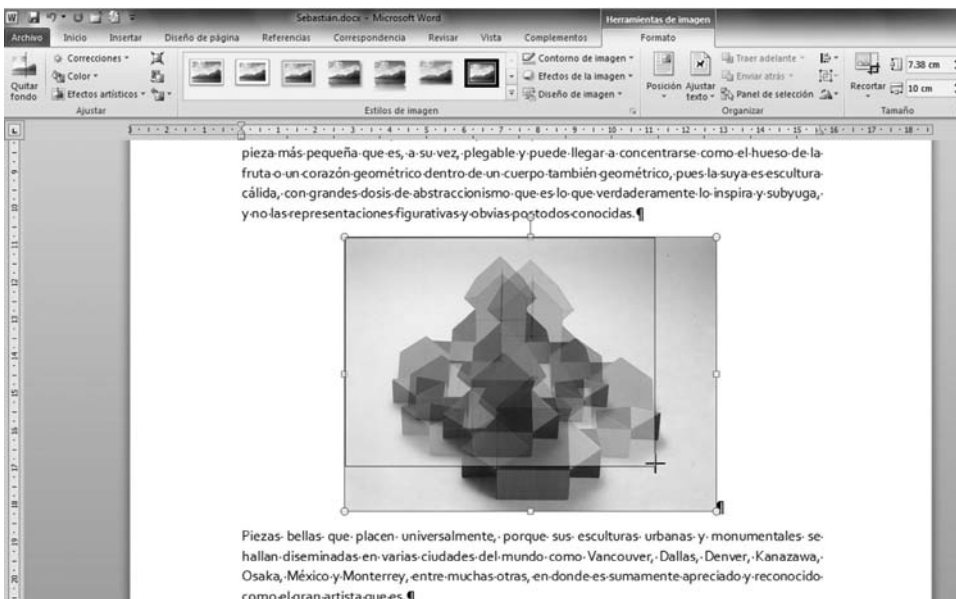 Sebastián.docx - Microsoft Word
Herramientas de imagen
Archivo Inicio Insertar Diseño de página Referencias Correspondencia Revisar Vista Complementos Formato
Quitar fondo
Correcciones
Color
Efectos artísticos
Ajustar
Estilos de imagen
Contorno de imagen
Efectos de la imagen
Diseño de imagen
Posición
Ajustar texto
Traer adelante
Enviar atrás
Panel de selección
Organizar
Recortar
7.38 cm
10 cm
Tamaño
pieza más pequeña que es, a su vez, plegable y puede llegar a concentrarse como el hueso de la
fruta o un corazón geométrico dentro de un cuerpo también geométrico, pues la suya es escultura
cálida, con grandes dosis de abstraccionismo que es lo que verdaderamente lo inspira y subyuga,
y no las representaciones figurativas y obvias por todos conocidas.¶
¶
Piezas bellas que placen universalmente, porque sus esculturas urbanas y monumentales se
hallan diseminadas en varias ciudades del mundo como Vancouver, Dallas, Denver, Kanazawa,
Osaka, México y Monterrey, entre muchas otras, en donde es sumamente apreciado y reconocido
como el gran artista que es.¶